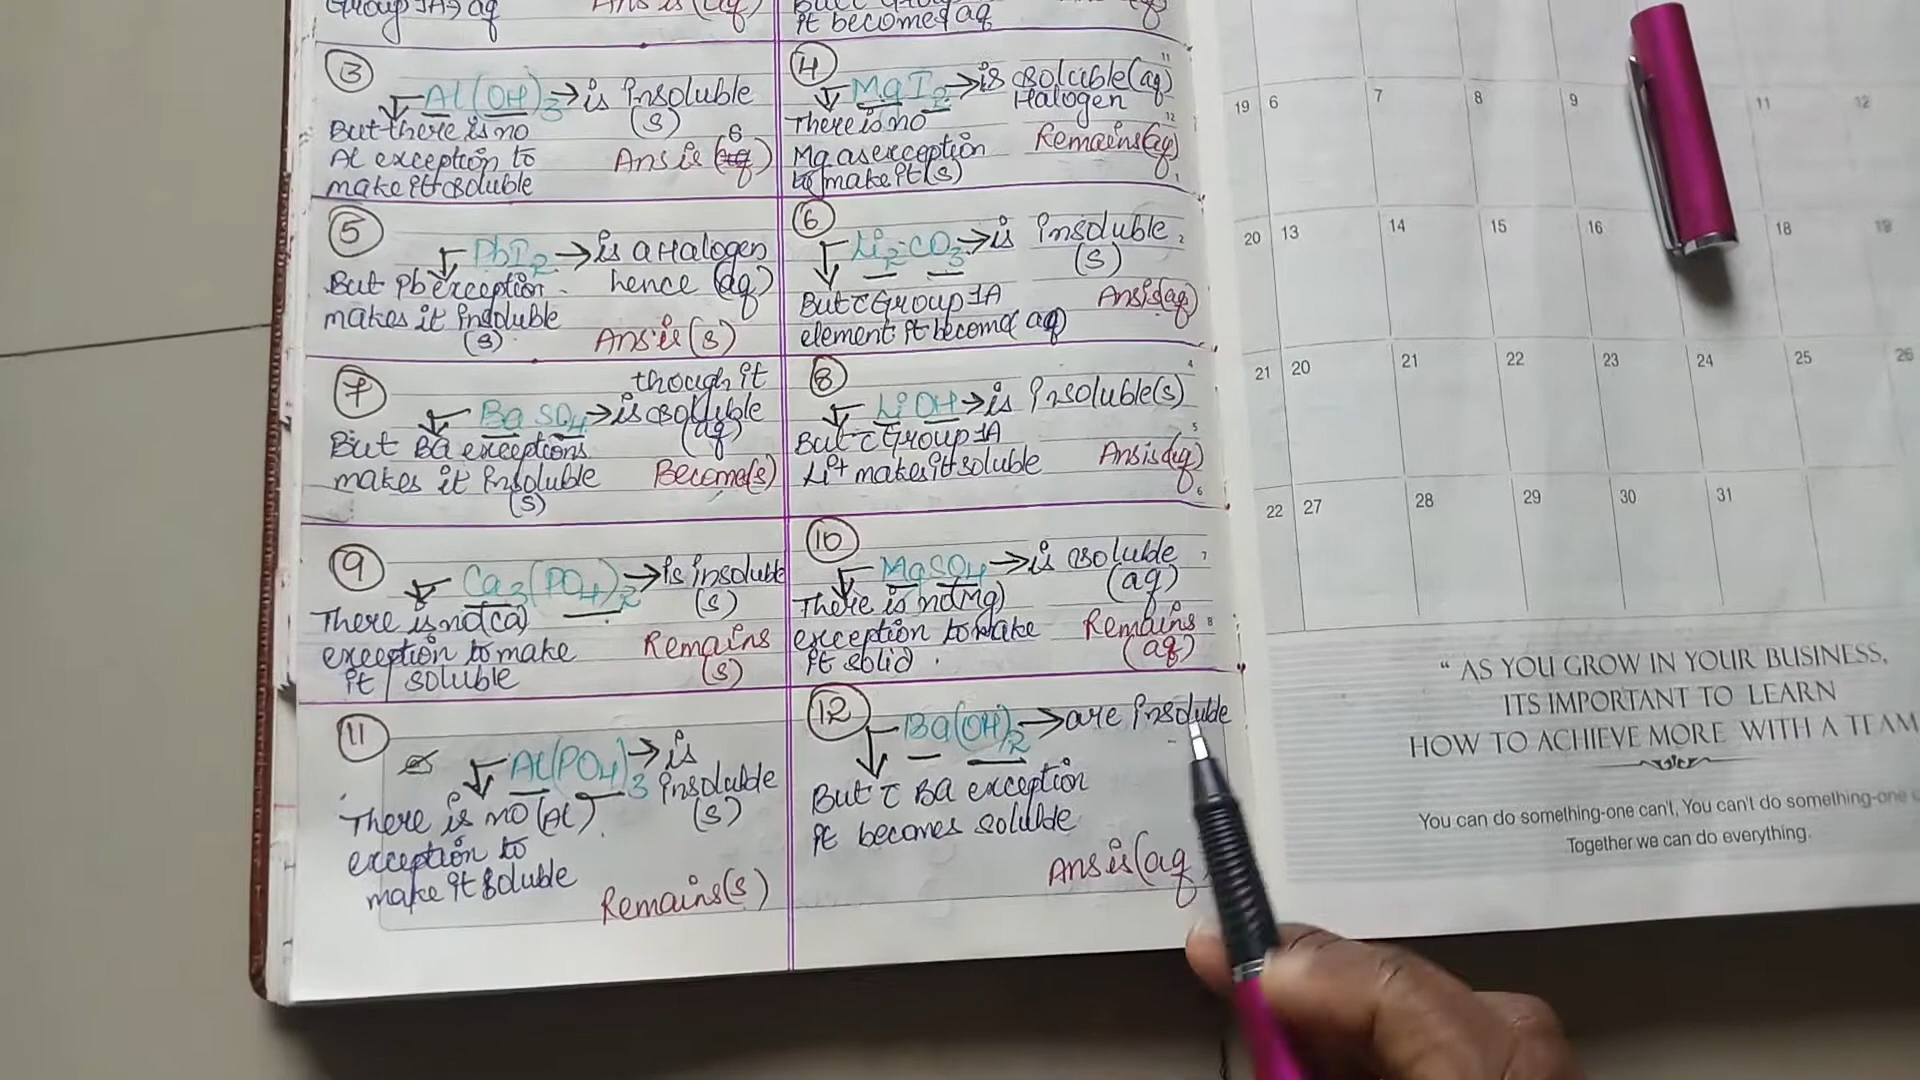 Group 1A → aq
Ans is (aq)
it becomes aq
③
Al(OH)3 → is insoluble
(s)
But there is no
Al exception to
make it soluble
Ans is (s)
④
MgI2 → is soluble (aq)
Halogen
There is no
Mg as exception
to make it (s)
Remains (aq)
⑤
PbI2 → is a Halogen
hence (aq)
But Pb exception
makes it insoluble
(s)
Ans is (s)
⑥
Li2CO3 → is insoluble
(s)
But c̄ Group 1A
element it become (aq)
Ans is (aq)
⑦
though it
BaSO4 → is soluble
(aq)
But Ba exceptions
makes it insoluble
(s)
Become (s)
⑧
LiOH → is insoluble (s)
But c̄ Group 1A
Li+ makes it soluble
Ans is (aq)
⑨
Ca3(PO4)2 → is insoluble
(s)
There is no (ca)
exception to make
it soluble
Remains
(s)
⑩
MgSO4 → is soluble
(aq)
There is no (Mg)
exception to make
it solid.
Remains
(aq)
⑪
Al(PO4)3 → is
insoluble
(s)
There is no (Al)
exception to
make it soluble
Remains (s)
⑫
Ba(OH)2 → are insoluble
But c̄ BA exception
it becomes soluble
Ans is (aq
11
12
1
2
4
5
6
7
8
19 6 7 8 9 11 12
20 13 14 15 16 18 19
21 20 21 22 23 24 25 26
22 27 28 29 30 31
“ AS YOU GROW IN YOUR BUSINESS,
ITS IMPORTANT TO LEARN
HOW TO ACHIEVE MORE WITH A TEAM
You can do something-one can't, You can't do something-one
Together we can do everything.